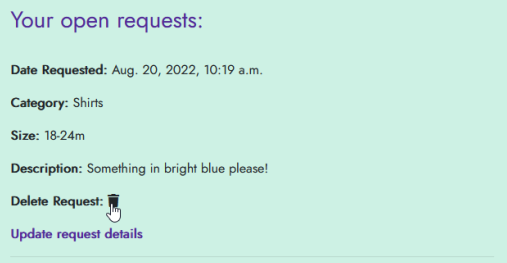 Your open requests:
Date Requested: Aug. 20, 2022, 10:19 a.m.
Category: Shirts
Size: 18-24m
Description: Something in bright blue please!
Delete Request:
Update request details